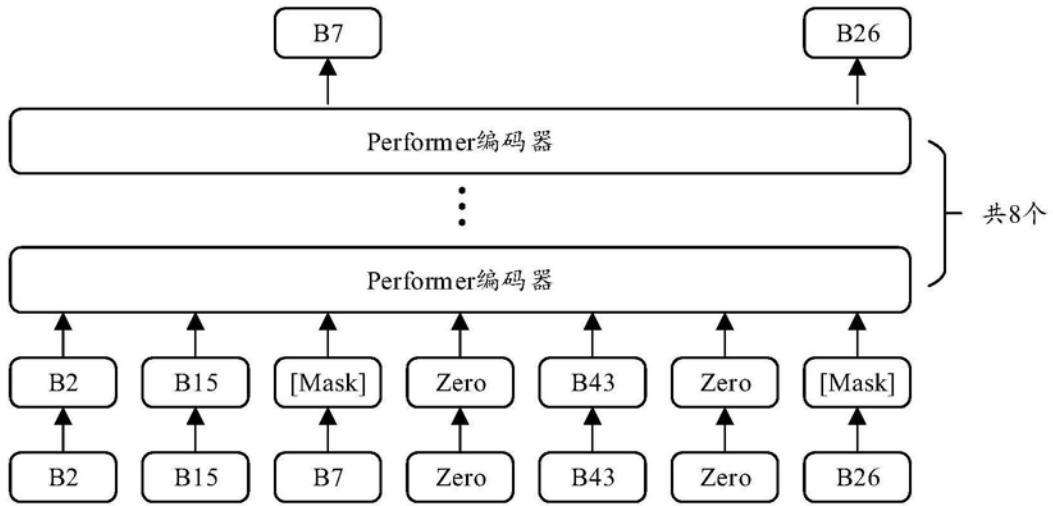 B7 B26
Performer编码器
共8个
Performer编码器
B2 B15 [Mask] Zero B43 Zero [Mask]
B2 B15 B7 Zero B43 Zero B26